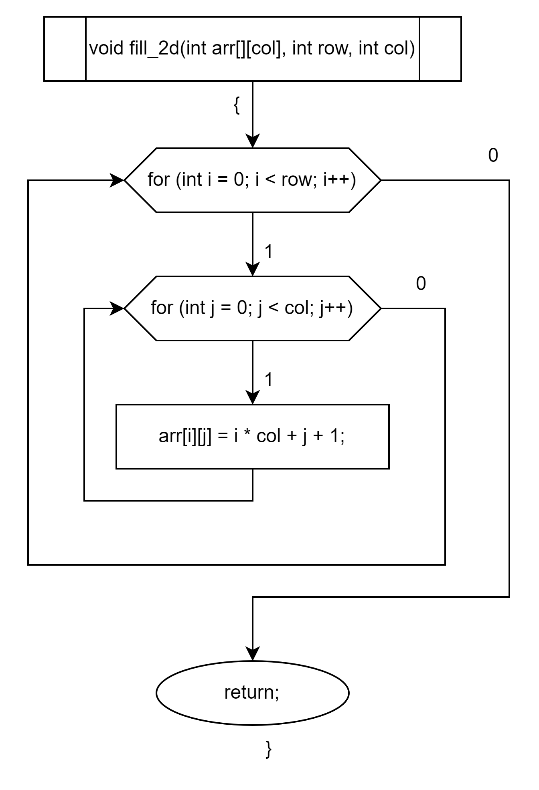 void fill_2d(int arr[][col], int row, int col)
{
0
for (int i = 0; i < row; i++)
1
0
for (int j = 0; j < col; j++)
1
arr[i][j] = i * col + j + 1;
return;
}